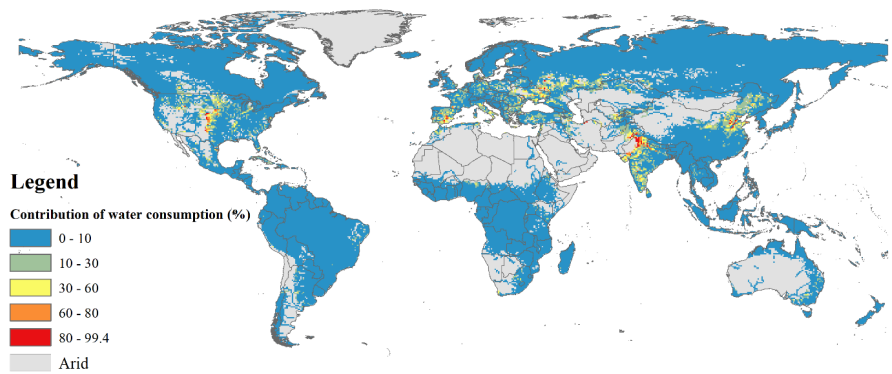 Legend
Contribution of water consumption (%)
0 - 10
10 - 30
30 - 60
60 - 80
80 - 99.4
Arid